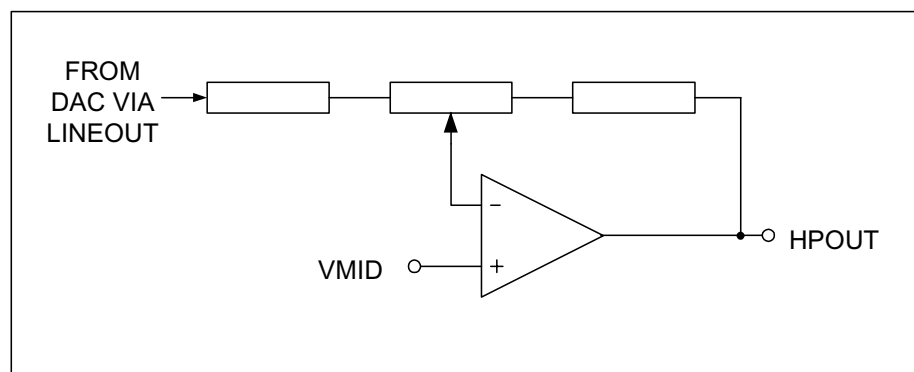 FROM
DAC VIA
LINEOUT
−
VMID
+
HPOUT